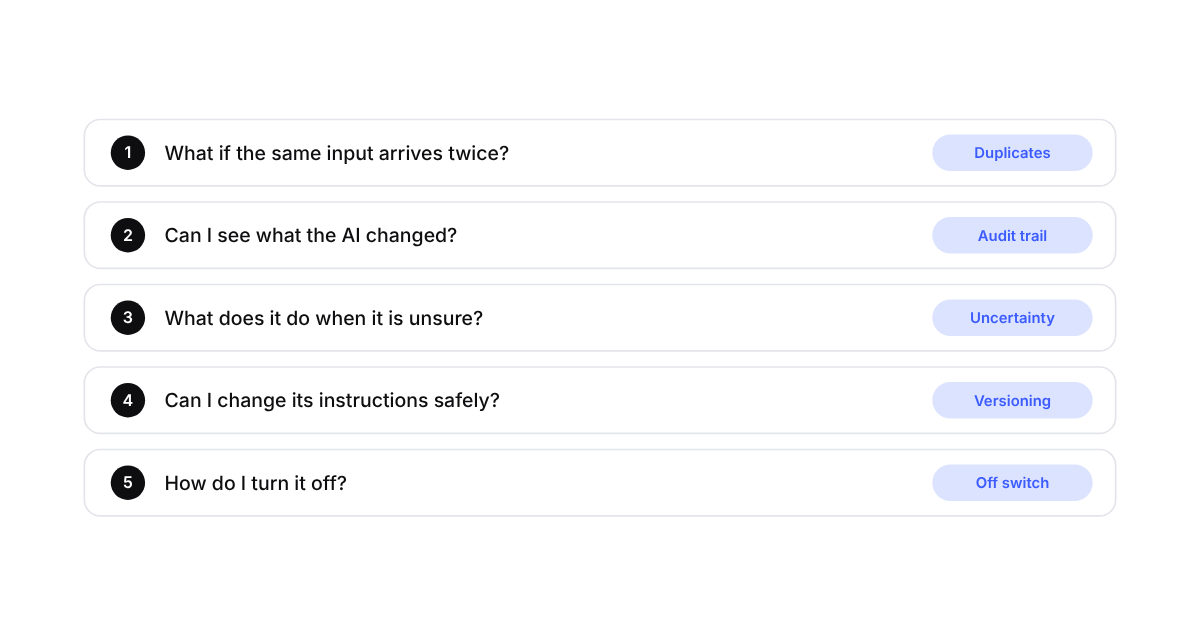 1 What if the same input arrives twice? Duplicates
2 Can I see what the AI changed? Audit trail
3 What does it do when it is unsure? Uncertainty
4 Can I change its instructions safely? Versioning
5 How do I turn it off? Off switch